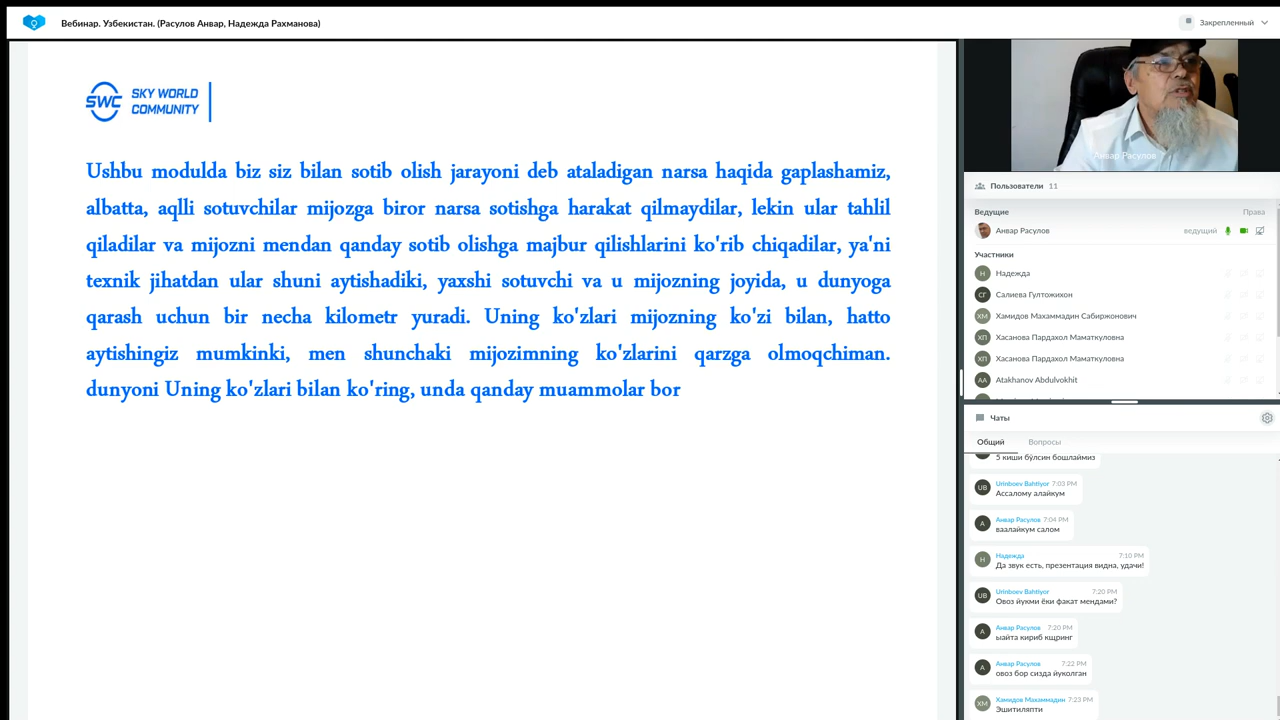 Вебинар. Узбекистан. (Расулов Анвар, Надежда Рахманова)
Закрепленный
SWC SKY WORLD
COMMUNITY
Ushbu modulda biz siz bilan sotib olish jarayoni deb ataladigan narsa haqida gaplashamiz,
albatta, aqlli sotuvchilar mijozga biror narsa sotishga harakat qilmaydilar, lekin ular tahlil
qiladilar va mijozni mendan qanday sotib olishga majbur qilishlarini ko'rib chiqadilar, ya'ni
texnik jihatdan ular shuni aytishadiki, yaxshi sotuvchi va u mijozning joyida, u dunyoga
qarash uchun bir necha kilometr yuradi. Uning ko'zlari mijozning ko'zi bilan, hatto
aytishingiz mumkinki, men shunchaki mijozimning ko'zlarini qarzga olmoqchiman.
dunyoni Uning ko'zlari bilan ko'ring, unda qanday muammolar bor
Анвар Расулов
Пользователи 11
Ведущие Права
Анвар Расулов ведущий
Участники
Н Надежда
СГ Салиева Гултожихон
ХМ Хамидов Махаммадин Сабиржонович
ХП Хасанова Пардахол Маматкуловна
ХП Хасанова Пардахол Маматкуловна
AA Atakhanov Abdulvokhit
Чаты
Общий Вопросы
5 киши бўлсин бошлаймиз
UB Urinboev Bahtiyor 7:03 PM
Ассалому алайкум
А Анвар Расулов 7:04 PM
ваалайкум салом
Н Надежда 7:10 PM
Да звук есть, презентация видна, удачи!
UB Urinboev Bahtiyor 7:20 PM
Овоз йукми ёки факат мендами?
А Анвар Расулов 7:20 PM
ыайта кириб кщринг
А Анвар Расулов 7:22 PM
овоз бор сизда йуколган
ХМ Хамидов Махаммадин 7:23 PM
Эшитиляпти